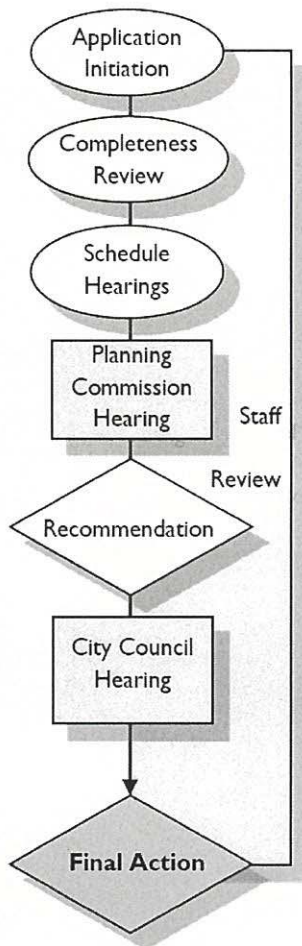 Application
Initiation
Completeness
Review
Schedule
Hearings
Planning
Commission
Hearing
Staff
Review
Recommendation
City Council
Hearing
Final Action